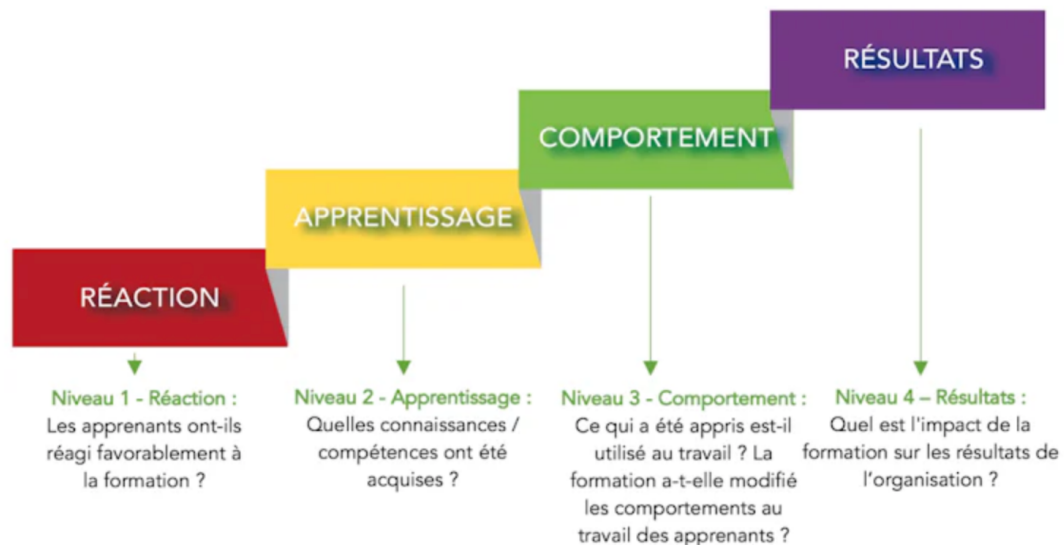 RÉSULTATS
COMPORTEMENT
APPRENTISSAGE
RÉACTION
Niveau 1 - Réaction :
Les apprenants ont-ils
réagi favorablement à
la formation ?
Niveau 2 - Apprentissage :
Quelles connaissances /
compétences ont été
acquises ?
Niveau 3 - Comportement :
Ce qui a été appris est-il
utilisé au travail ? La
formation a-t-elle modifié
les comportements au
travail des apprenants ?
Niveau 4 – Résultats :
Quel est l'impact de la
formation sur les résultats de
l'organisation ?